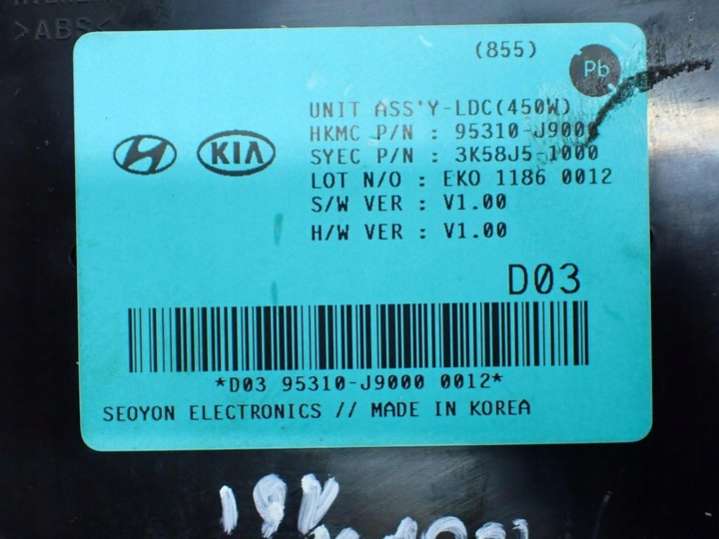 >ABS<
(855)
Pb
UNIT ASS'Y-LDC(450W)
HKMC P/N : 95310-J9000
SYEC P/N : 3K58J5-1000
LOT N/O : EKO 1186 0012
S/W VER : V1.00
H/W VER : V1.00
KIA
D03
*D03 95310-J9000 0012*
SEOYON ELECTRONICS // MADE IN KOREA